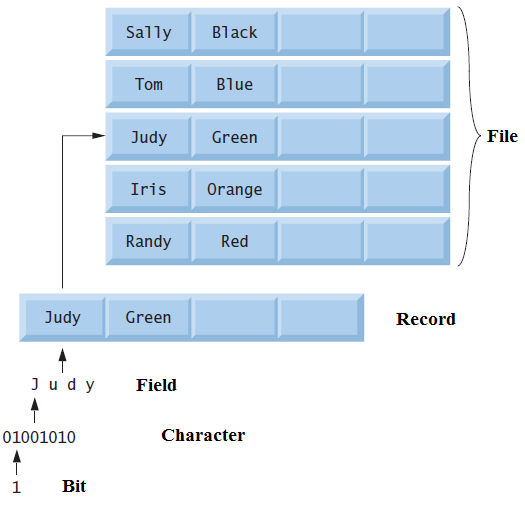 Sally Black
Tom Blue
Judy Green
File
Iris Orange
Randy Red
Judy Green Record
J u d y Field
01001010 Character
1 Bit